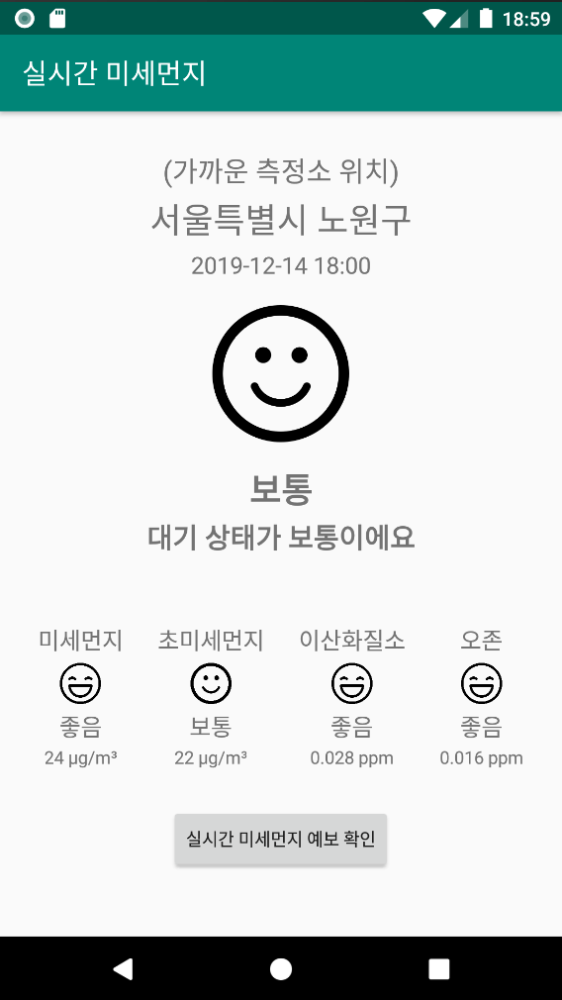 18:59
실시간 미세먼지
(가까운 측정소 위치)
서울특별시 노원구
2019-12-14 18:00
보통
대기 상태가 보통이에요
미세먼지 초미세먼지 이산화질소 오존
좋음 보통 좋음 좋음
24 µg/m³ 22 µg/m³ 0.028 ppm 0.016 ppm
실시간 미세먼지 예보 확인